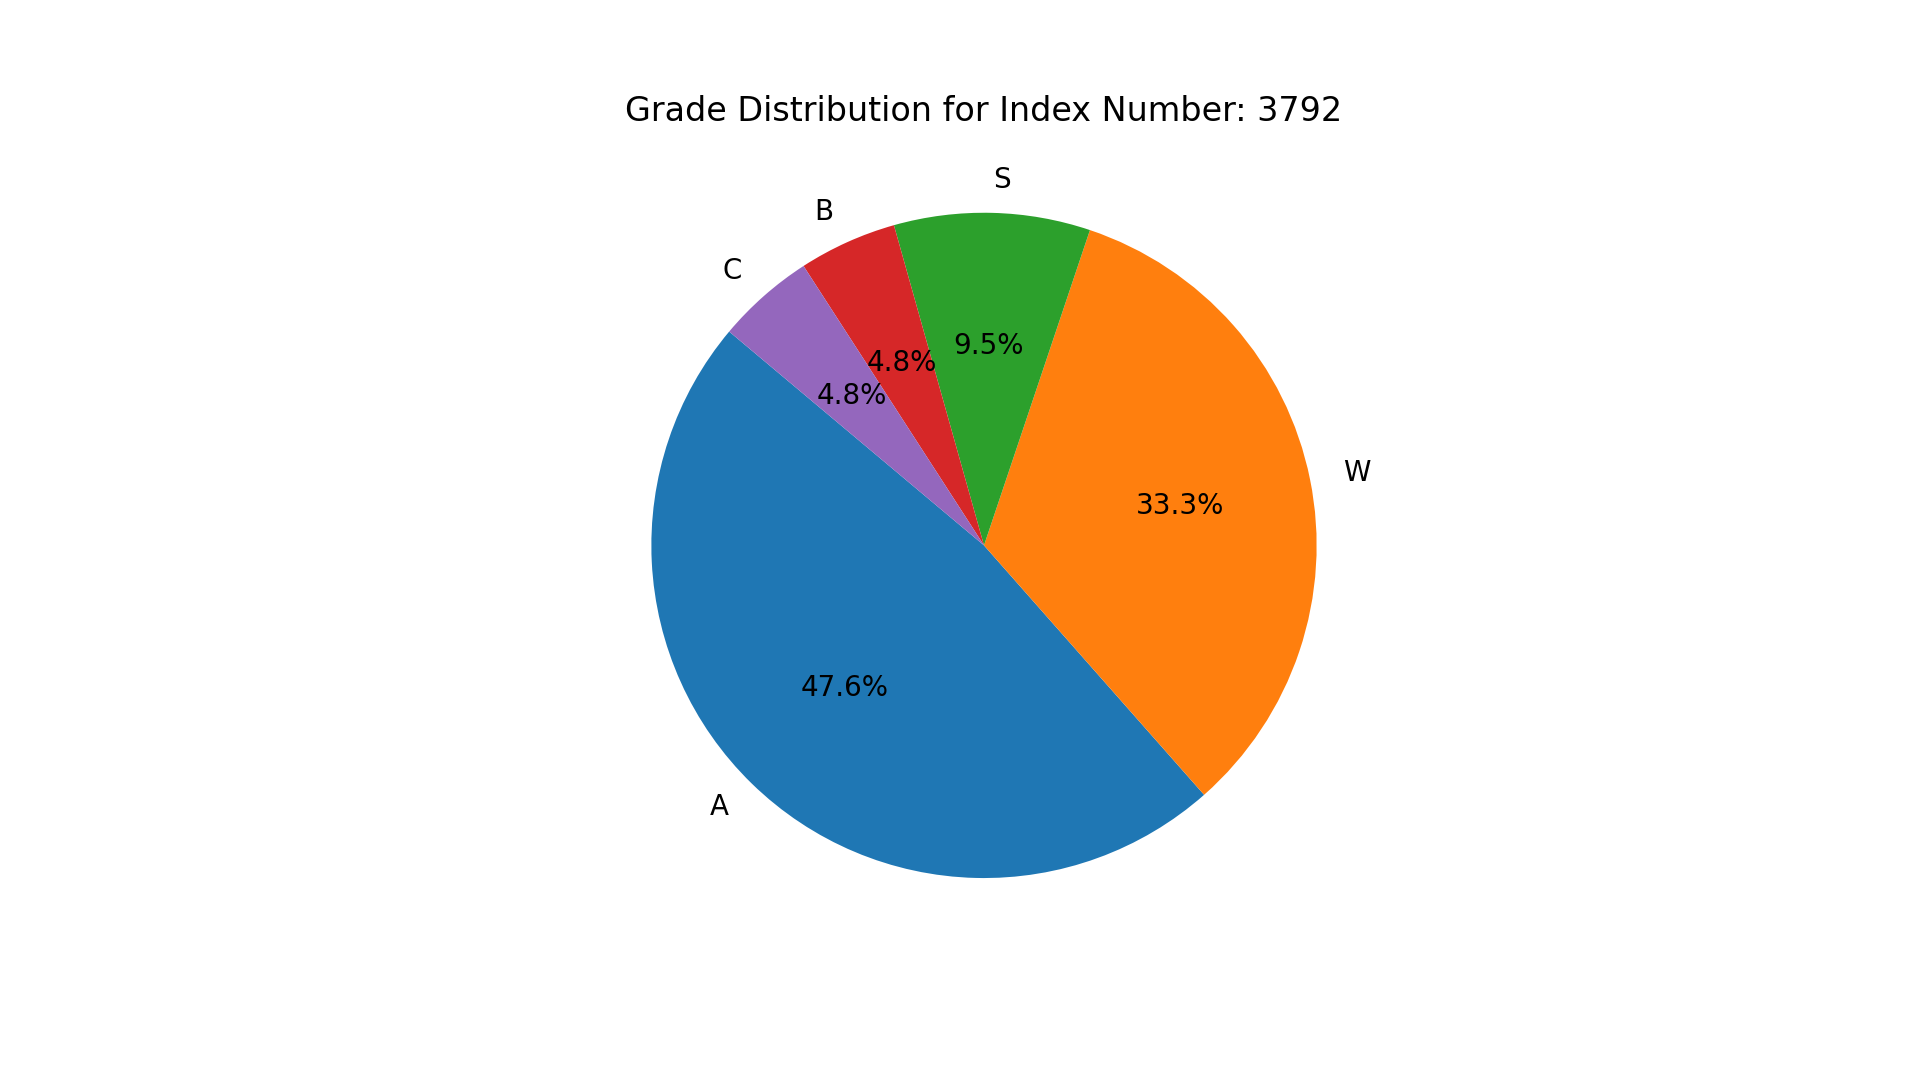 Grade Distribution for Index Number: 3792
S
B
C
9.5%
4.8%
4.8%
W
33.3%
47.6%
A